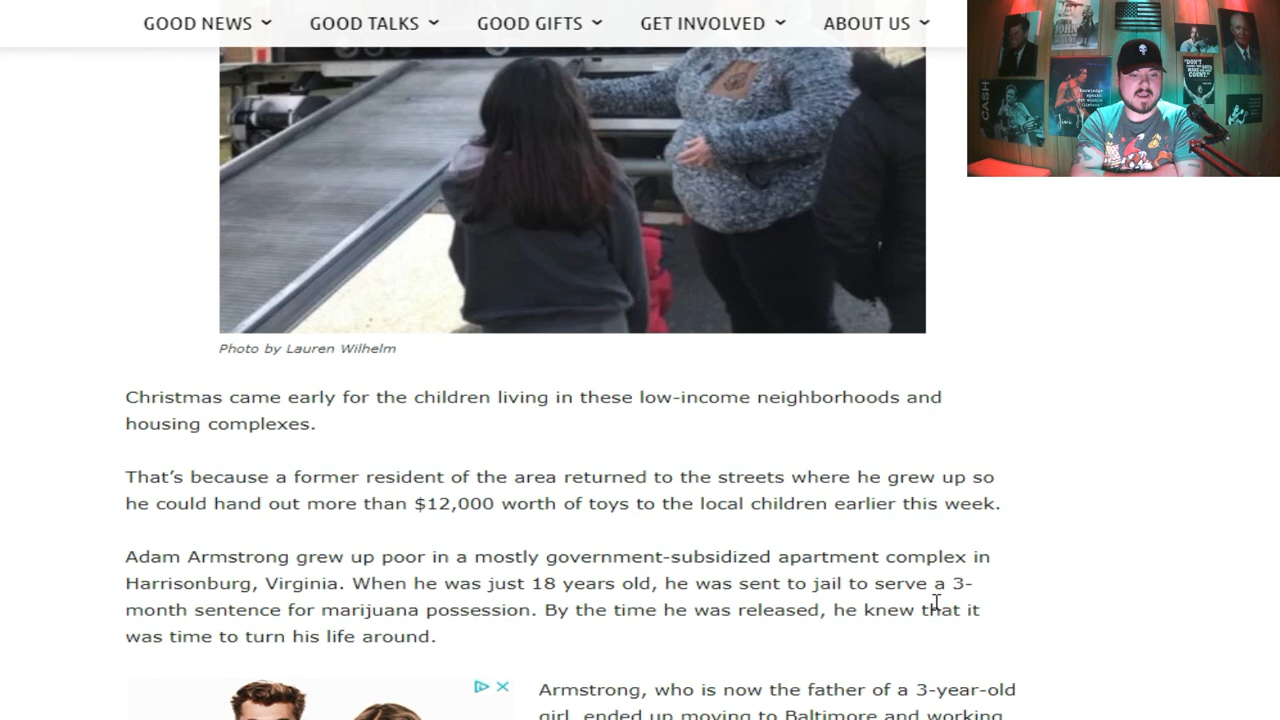 GOOD NEWS GOOD TALKS GOOD GIFTS GET INVOLVED ABOUT US
CASH
"DON'T
COUNT.
Photo by Lauren Wilhelm
Christmas came early for the children living in these low-income neighborhoods and
housing complexes.
That's because a former resident of the area returned to the streets where he grew up so
he could hand out more than $12,000 worth of toys to the local children earlier this week.
Adam Armstrong grew up poor in a mostly government-subsidized apartment complex in
Harrisonburg, Virginia. When he was just 18 years old, he was sent to jail to serve a 3-
month sentence for marijuana possession. By the time he was released, he knew that it
was time to turn his life around.
Armstrong, who is now the father of a 3-year-old
girl, ended up moving to Baltimore and working